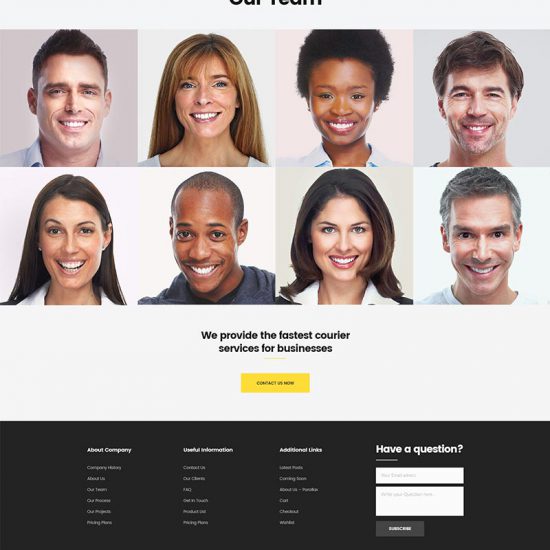 Our Team
We provide the fastest courier
services for businesses
CONTACT US NOW
About Company
Company History
About Us
Our Team
Our Process
Our Projects
Pricing Plans
Useful Information
Contact Us
Our Clients
FAQ
Get in Touch
Product List
Pricing Plans
Additional Links
Latest Posts
Coming Soon
About Us – Parallax
Cart
Checkout
Wishlist
Have a question?
Your Email
Write your Question here...
SUBSCRIBE